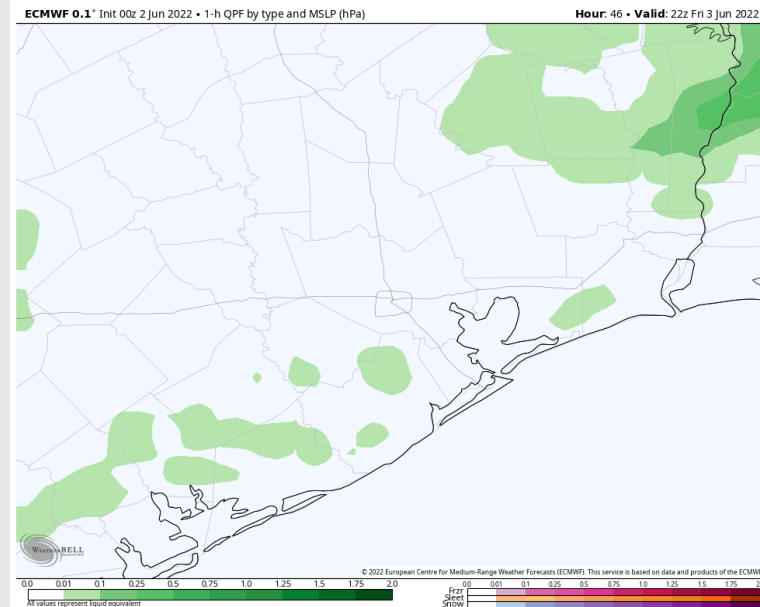 ECMWF 0.1° Init 00z 2 Jun 2022 • 1-h QPF by type and MSLP (hPa)
Hour: 46 • Valid: 22z Fri 3 Jun 2022
WEATHERBELL
© 2022 European Centre for Medium-Range Weather Forecasts (ECMWF). This service is based on data and products of the ECMWF
0.0 0.01 0.1 0.25 0.5 0.75 1.0 1.25 1.5 1.75 2.0
All values represent liquid equivalent
0.0 0.01 0.1 0.25 0.5 0.75 1.0 1.25 1.5 1.75 2.
Frzr
Sleet
Snow